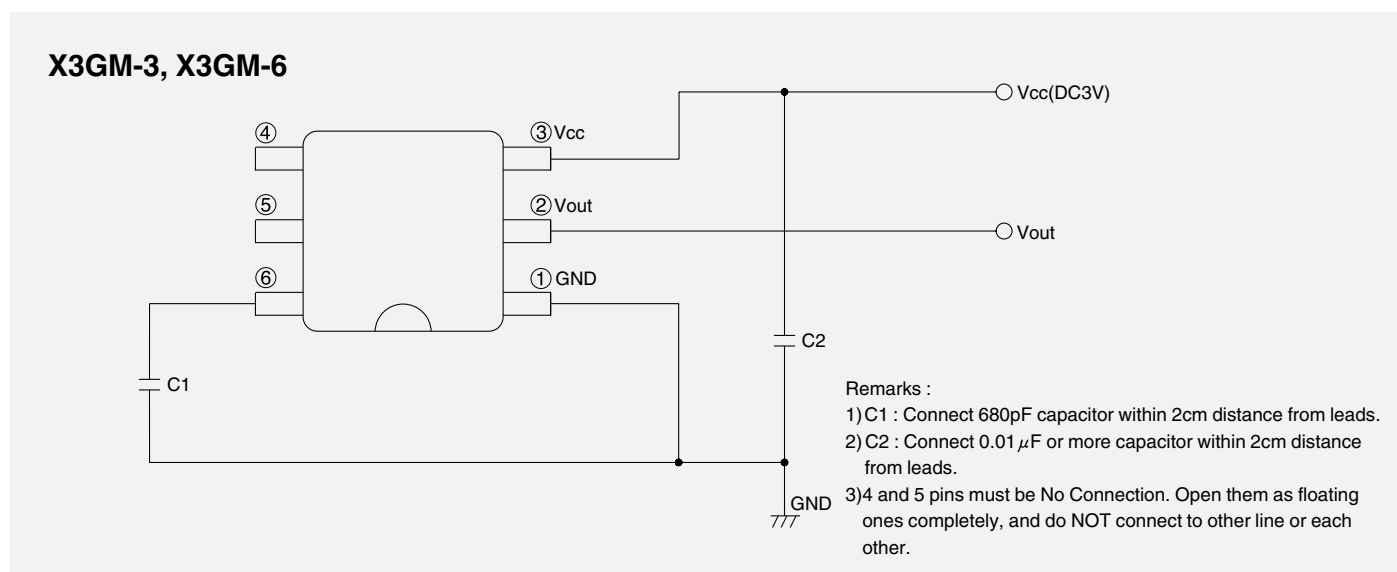 X3GM-3, X3GM-6
Vcc(DC3V)
④
③Vcc
⑤
②Vout
Vout
⑥
①GND
C2
C1
Remarks :
1)C1 : Connect 680pF capacitor within 2cm distance from leads.
2)C2 : Connect 0.01μF or more capacitor within 2cm distance
from leads.
GND
3)4 and 5 pins must be No Connection. Open them as floating
ones completely, and do NOT connect to other line or each
other.